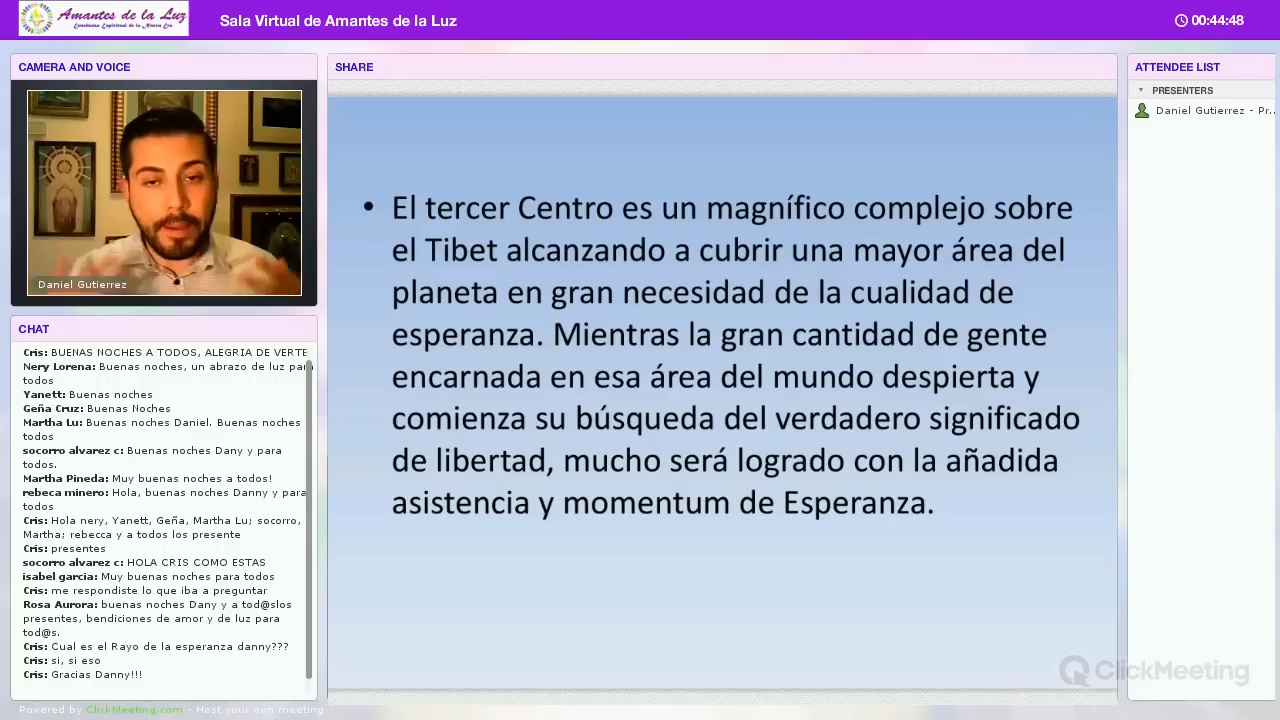 Amantes de la Luz
Enseñanza Espiritual de la Nueva Era
Sala Virtual de Amantes de la Luz
00:44:48
CAMERA AND VOICE
Daniel Gutierrez
CHAT
Cris: BUENAS NOCHES A TODOS, ALEGRIA DE VERTE
Nery Lorena: Buenas noches, un abrazo de luz para
todos
Yanett: Buenas noches
Geña Cruz: Buenas Noches
Martha Lu: Buenas noches Daniel. Buenas noches
todos
socorro alvarez c: Buenas noches Dany y para
todos.
Martha Pineda: Muy buenas noches a todos!
rebeca minero: Hola, buenas noches Danny y para
todos
Cris: Hola nery, Yanett, Geña, Martha Lu; socorro,
Martha; rebecca y a todos los presente
Cris: presentes
socorro alvarez c: HOLA CRIS COMO ESTAS
isabel garcia: Muy buenas noches para todos
Cris: me respondiste lo que iba a preguntar
Rosa Aurora: buenas noches Dany y a tod@slos
presentes, bendiciones de amor y de luz para
tod@s.
Cris: Cual es el Rayo de la esperanza danny???
Cris: si, si eso
Cris: Gracias Danny!!!
Powered by ClickMeeting.com - Host your own meeting
SHARE
• El tercer Centro es un magnífico complejo sobre
el Tibet alcanzando a cubrir una mayor área del
planeta en gran necesidad de la cualidad de
esperanza. Mientras la gran cantidad de gente
encarnada en esa área del mundo despierta y
comienza su búsqueda del verdadero significado
de libertad, mucho será logrado con la añadida
asistencia y momentum de Esperanza.
ClickMeeting
ATTENDEE LIST
PRESENTERS
Daniel Gutierrez - Pr...